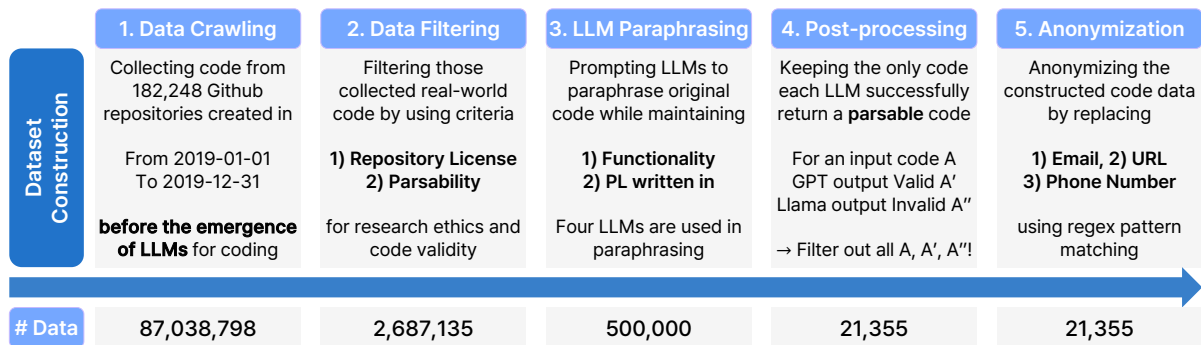 1. Data Crawling
2. Data Filtering
3. LLM Paraphrasing
4. Post-processing
5. Anonymization
Dataset
Construction
Collecting code from
182,248 Github
repositories created in
From 2019-01-01
To 2019-12-31
before the emergence
of LLMs for coding
Filtering those
collected real-world
code by using criteria
1) Repository License
2) Parsability
for research ethics and
code validity
Prompting LLMs to
paraphrase original
code while maintaining
1) Functionality
2) PL written in
Four LLMs are used in
paraphrasing
Keeping the only code
each LLM successfully
return a parsable code
For an input code A
GPT output Valid A′
Llama output Invalid A′′
→ Filter out all A, A′, A′′!
Anonymizing the
constructed code data
by replacing
1) Email, 2) URL
3) Phone Number
using regex pattern
matching
# Data
87,038,798
2,687,135
500,000
21,355
21,355